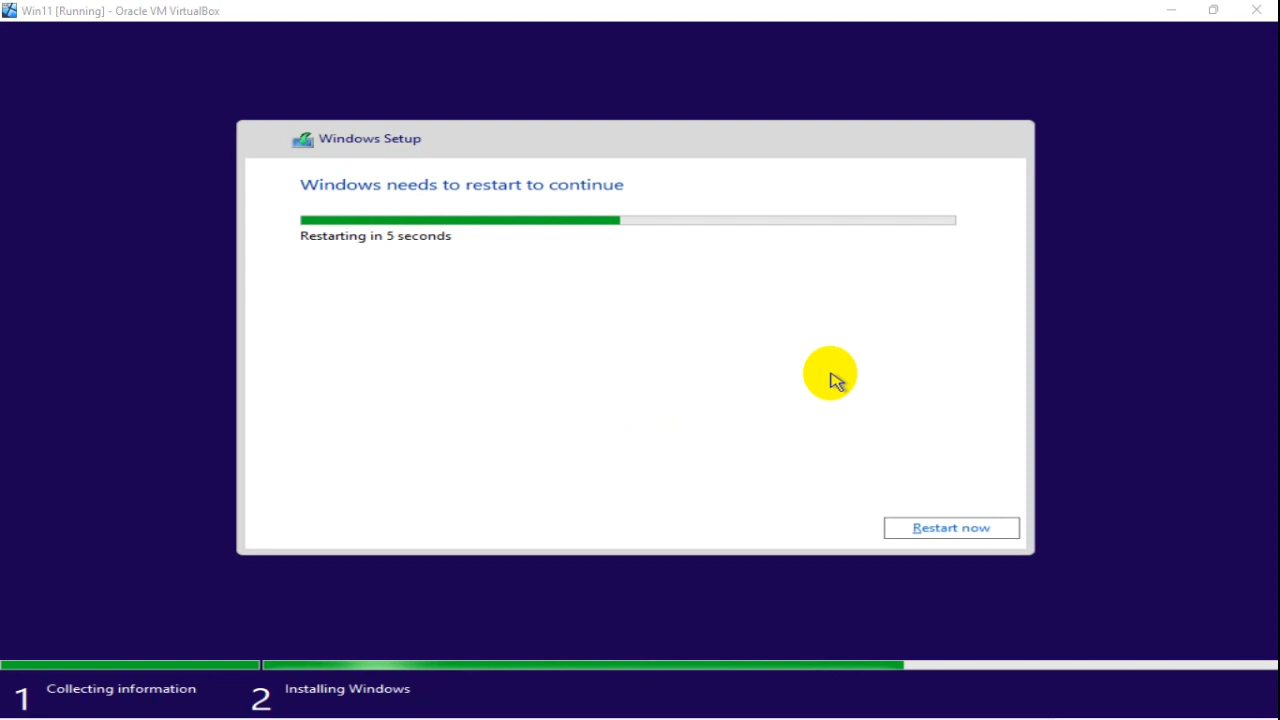 Win11 [Running] - Oracle VM VirtualBox
Windows Setup
Windows needs to restart to continue
Restarting in 5 seconds
Restart now
1 Collecting information
2 Installing Windows